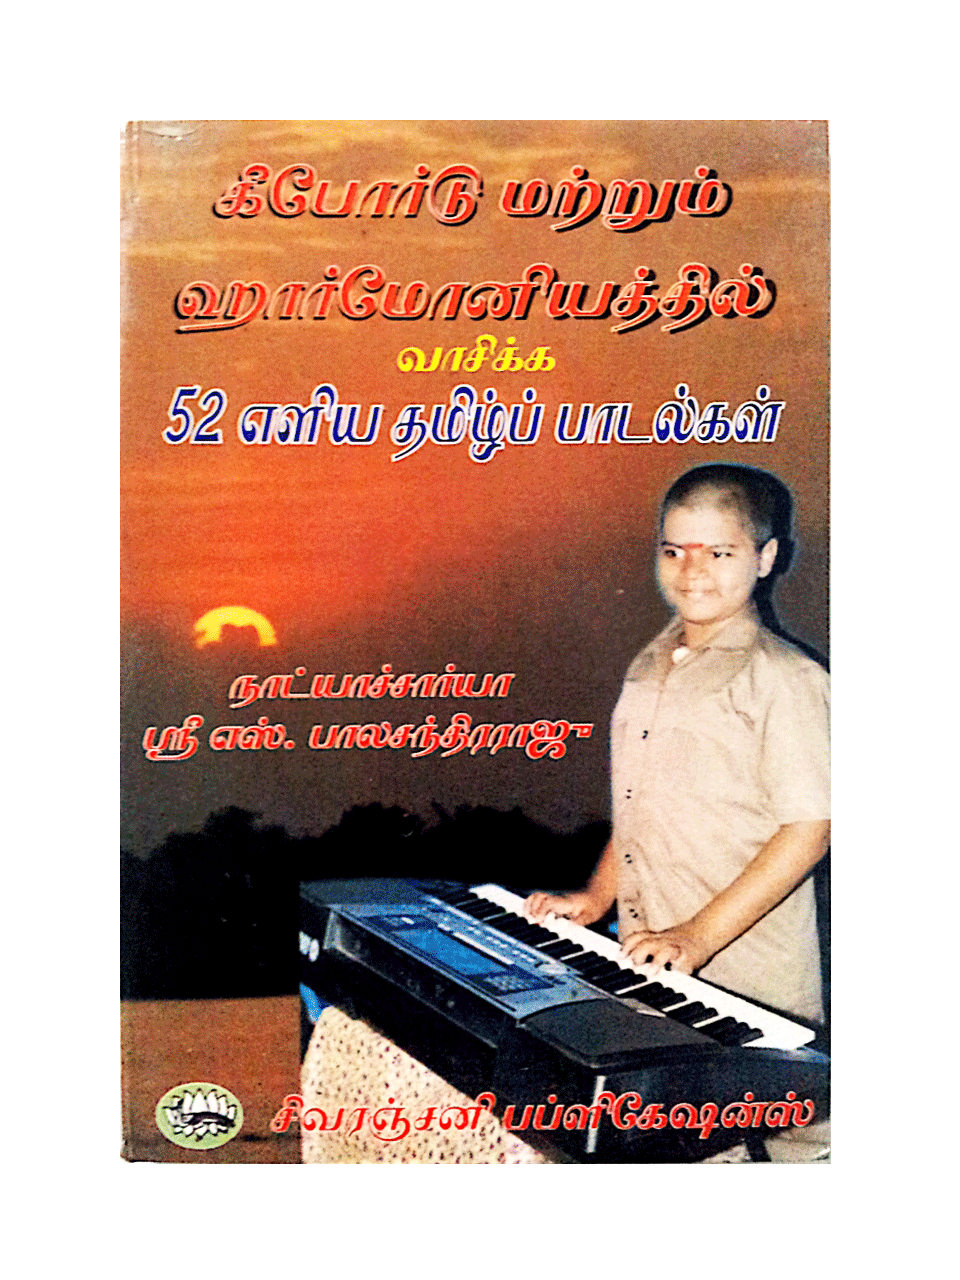 கீபோர்டு மற்றும்
ஹார்மோனியத்தில்
வாசிக்க
52 எளிய தமிழ்ப் பாடல்கள்
நாட்யாச்சார்யா
ஸ்ரீ எஸ். பாலசந்திரராஜு
சிவரஞ்சனி பப்ளிகேஷன்ஸ்